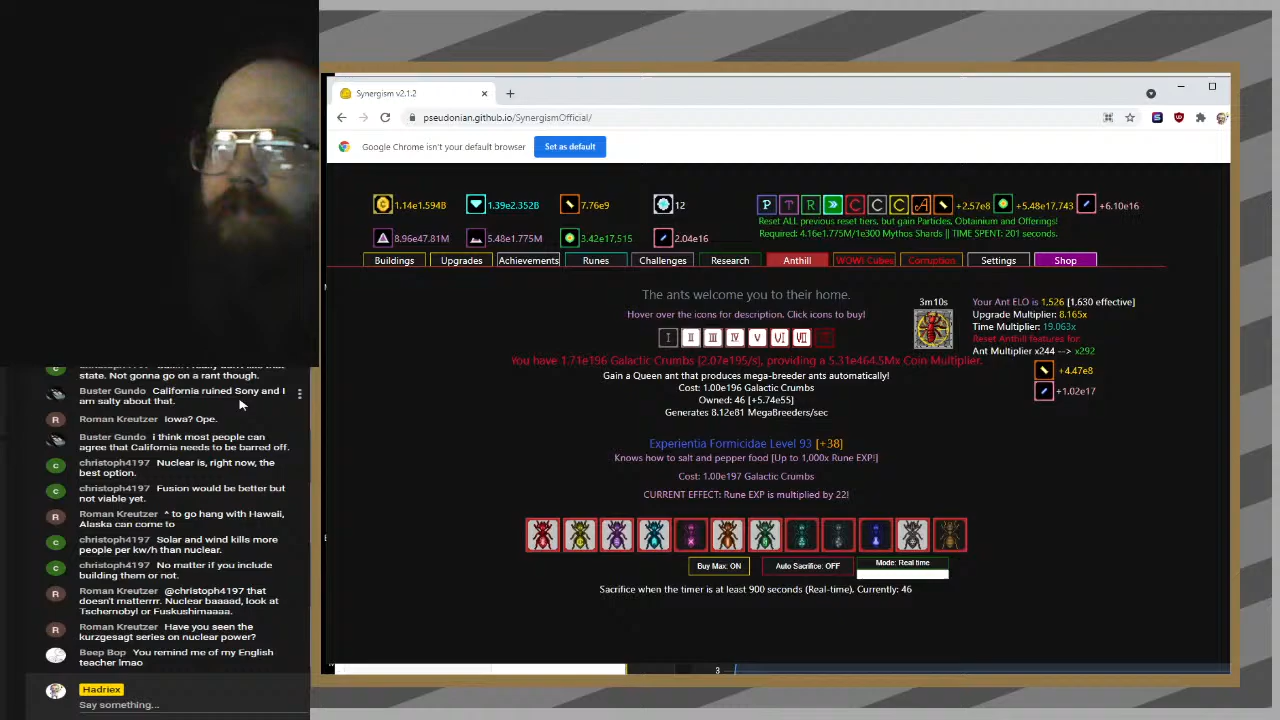 state. Not gonna go on a rant though.
Buster Gundo California ruined Sony and I
am salty about that.
Roman Kreutzer Iowa? Ope.
Buster Gundo i think most people can
agree that California needs to be barred off.
christoph4197 Nuclear is, right now, the
best option.
christoph4197 Fusion would be better but
not viable yet.
Roman Kreutzer ^ to go hang with Hawaii,
Alaska can come to
christoph4197 Solar and wind kills more
people per kw/h than nuclear.
christoph4197 No matter if you include
building them or not.
Roman Kreutzer @christoph4197 that
doesn't matterrrr. Nuclear baaaad, look at
Tschernobyl or Fuskushimaaaa.
Roman Kreutzer Have you seen the
kurzgesagt series on nuclear power?
Beep Bop You remind me of my English
teacher lmao
Hadriex
Say something...
Synergism v2.1.2
pseudonian.github.io/SynergismOfficial/
Google Chrome isn't your default browser
Set as default
1.14e1.594B
1.39e2.352B
7.76e9
12
P T R C C C A +2.57e8 +5.48e17,743 +6.10e16
Reset ALL previous reset tiers, but gain Particles, Obtainium and Offerings!
Required: 4.16e1.775M/1e300 Mythos Shards || TIME SPENT: 201 seconds.
8.96e47.81M
5.48e1.775M
3.42e17,515
2.04e16
Buildings
Upgrades
Achievements
Runes
Challenges
Research
Anthill
WOW! Cubes
Corruption
Settings
Shop
The ants welcome you to their home.
Hover over the icons for description. Click icons to buy!
I II III IV V VI VII
You have 1.71e196 Galactic Crumbs [2.07e195/s], providing a 5.31e464.5Mx Coin Multiplier.
Gain a Queen ant that produces mega-breeder ants automatically!
Cost: 1.00e196 Galactic Crumbs
Owned: 46 [+5.74e55]
Generates 8.12e81 MegaBreeders/sec
3m10s
Your Ant ELO is 1,526 [1,630 effective]
Upgrade Multiplier: 8.165x
Time Multiplier: 19.063x
Reset Anthill features for:
Ant Multiplier x244 --> x292
+4.47e8
+1.02e17
Experientia Formicidae Level 93 [+38]
Knows how to salt and pepper food [Up to 1,000x Rune EXP!]
Cost: 1.00e197 Galactic Crumbs
CURRENT EFFECT: Rune EXP is multiplied by 22!
Buy Max: ON
Auto Sacrifice: OFF
Mode: Real time
Sacrifice when the timer is at least 900 seconds (Real-time). Currently: 46
3